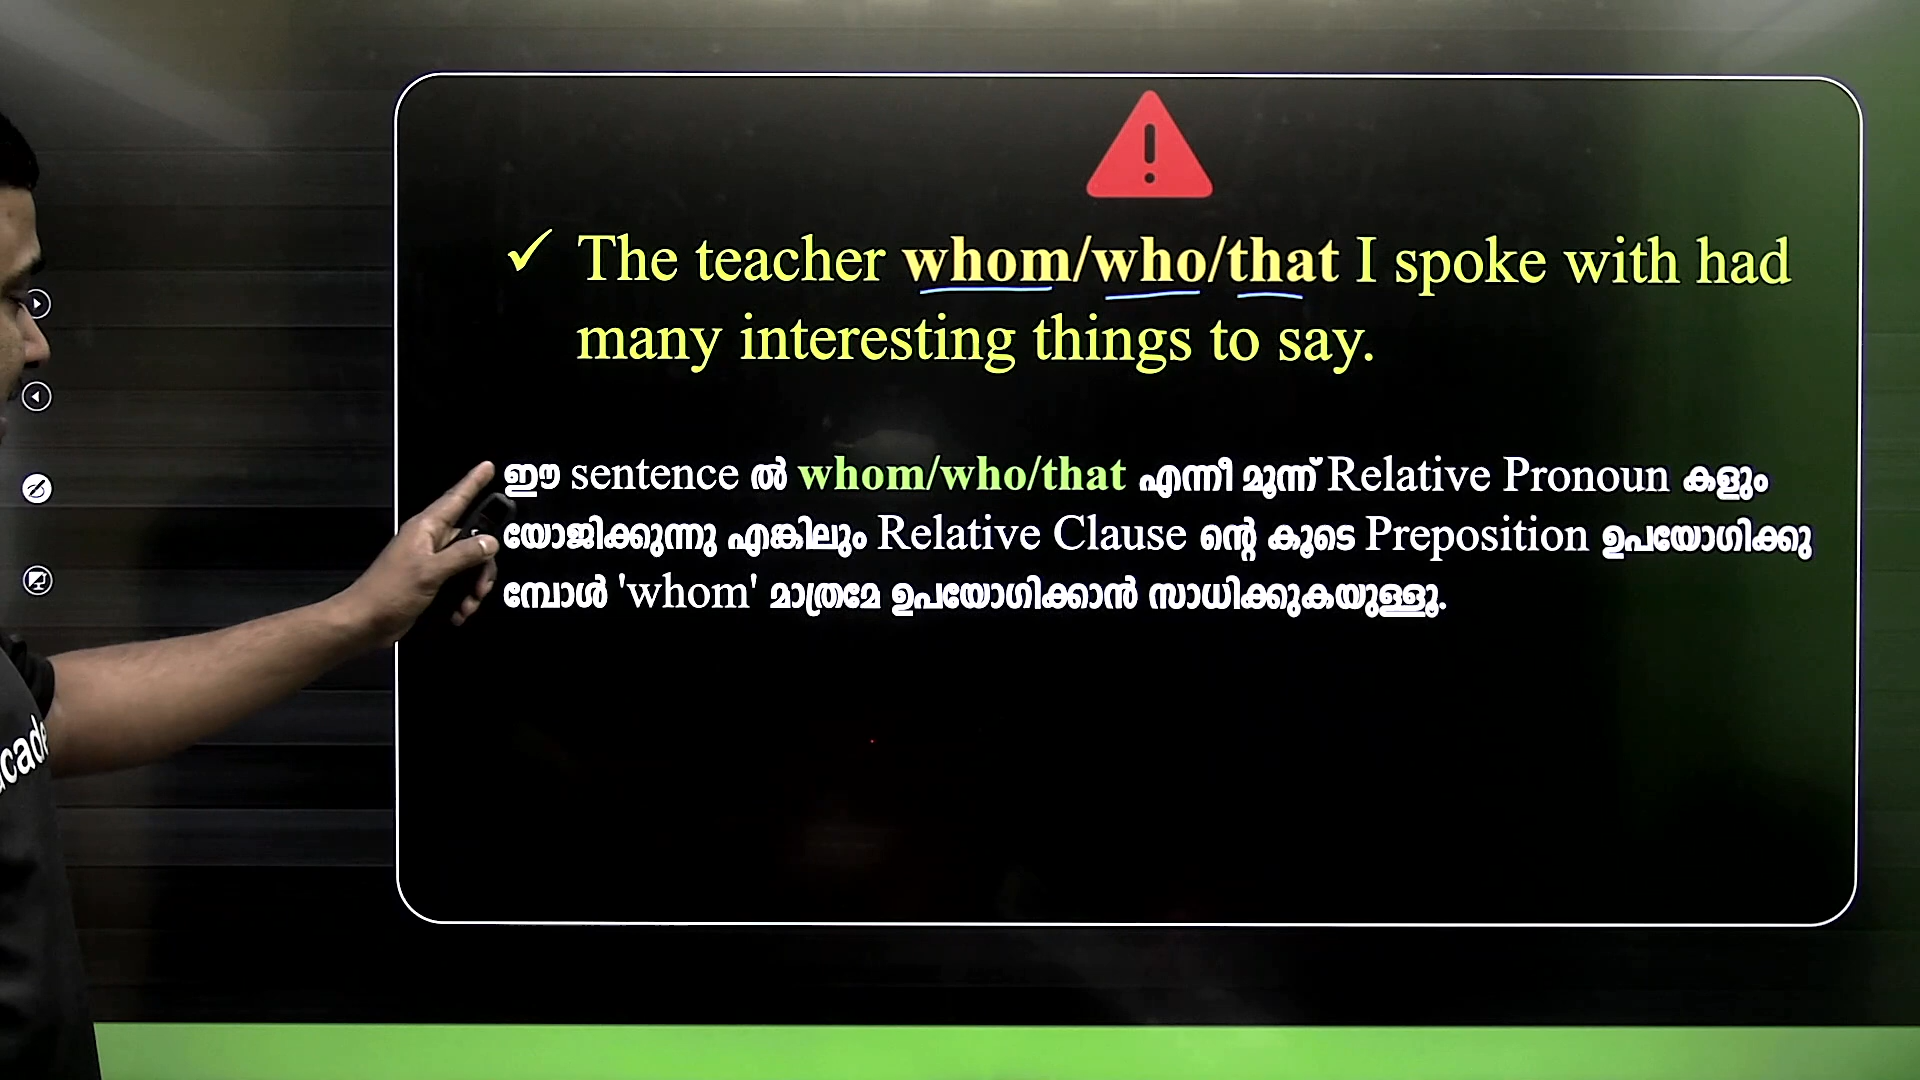 ✓ The teacher whom/who/that I spoke with had
many interesting things to say.
ഈ sentence ൽ whom/who/that എന്നീ മൂന്ന് Relative Pronoun കളും
യോജിക്കുന്നു എങ്കിലും Relative Clause ന്റെ കൂടെ Preposition ഉപയോഗിക്കു
മ്പോൾ 'whom' മാത്രമേ ഉപയോഗിക്കാൻ സാധിക്കുകയുള്ളൂ.